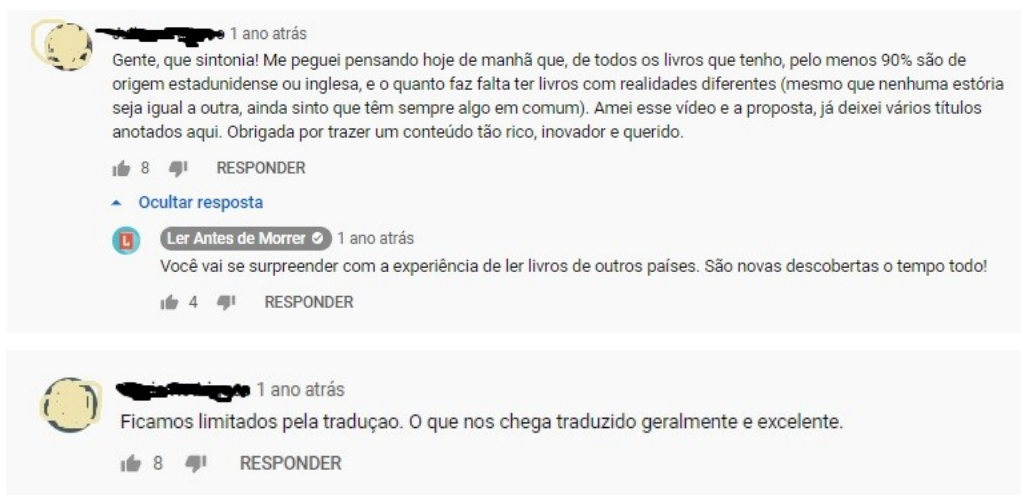 1 ano atrás
Gente, que sintonia! Me peguei pensando hoje de manhã que, de todos os livros que tenho, pelo menos 90% são de
origem estadunidense ou inglesa, e o quanto faz falta ter livros com realidades diferentes (mesmo que nenhuma estória
seja igual a outra, ainda sinto que têm sempre algo em comum). Amei esse vídeo e a proposta, já deixei vários títulos
anotados aqui. Obrigada por trazer um conteúdo tão rico, inovador e querido.
8 RESPONDER
Ocultar resposta
L Ler Antes de Morrer 1 ano atrás
Você vai se surpreender com a experiência de ler livros de outros países. São novas descobertas o tempo todo!
4 RESPONDER
1 ano atrás
Ficamos limitados pela traduçao. O que nos chega traduzido geralmente e excelente.
8 RESPONDER